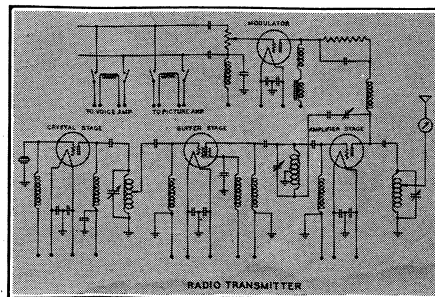 MODULATOR
TO VOICE AMP. TO PICTURE AMP.
CRYSTAL STAGE BUFFER STAGE AMPLIFIER STAGE
RADIO TRANSMITTER